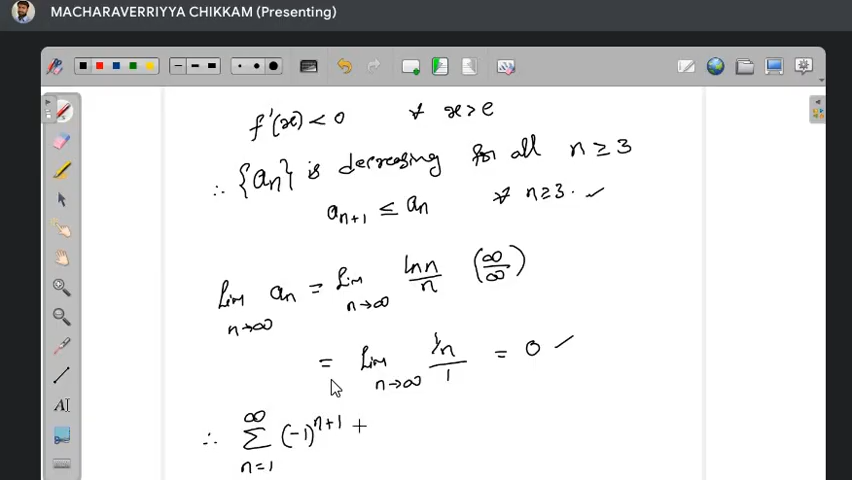 MACHARAVERRIYYA CHIKKAM (Presenting)
f'(x) < 0 ∀ x > e
∴ {an} is decreasing for all n ≥ 3
an+1 ≤ an ∀ n ≥ 3. ✓
Lim n→∞ an = Lim n→∞ ln n / n (∞/∞)
= Lim n→∞ 1/n / 1 = 0 ✓
∴ ∞ Σ n=1 (-1)^n+1 +